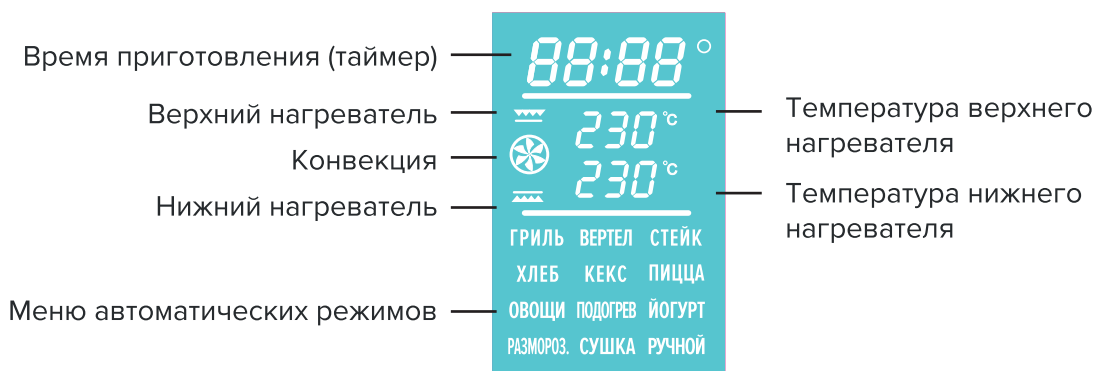 Время приготовления (таймер)
88:88
Верхний нагреватель
230 °C
Температура верхнего
нагревателя
Конвекция
230 °C
Температура нижнего
нагревателя
Нижний нагреватель
ГРИЛЬ ВЕРТЕЛ СТЕЙК
ХЛЕБ КЕКС ПИЦЦА
Меню автоматических режимов
ОВОЩИ ПОДОГРЕВ ЙОГУРТ
РАЗМОРОЗ. СУШКА РУЧНОЙ